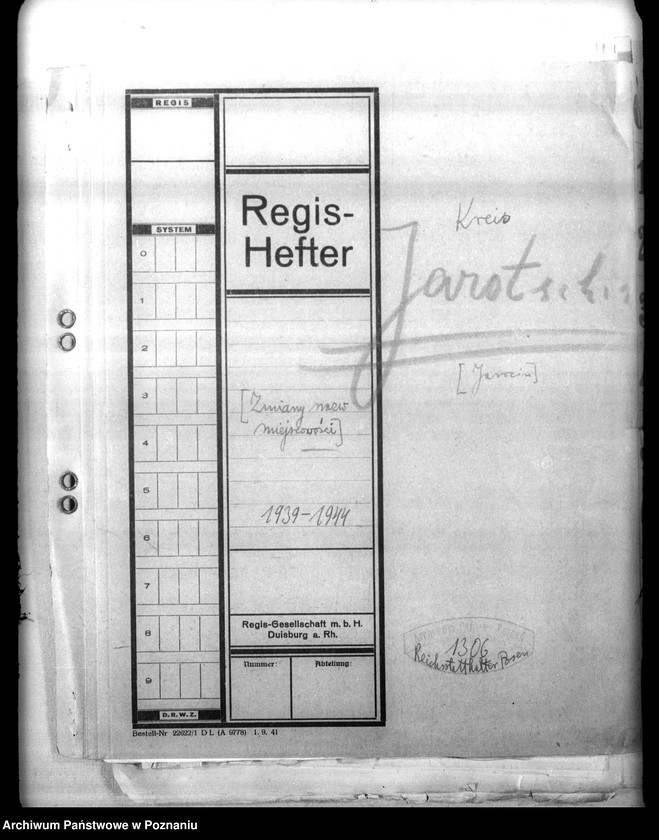 REGIS
SYSTEM
0
1
2
3
4
5
6
7
8
9
D.R.W.Z.
Regis-
Hefter
[Zmiany nazw
miejscowości]
1939-1944
Regis-Gesellschaft m. b. H.
Duisburg a. Rh.
Nummer:
Abteilung:
Bestell-Nr 22022/1 D L (A 9778) 1. 9. 41
Kreis
Jarotschin
[Jarocin]
1306
Reichsstatthalter Posen
Archiwum Państwowe w Poznaniu